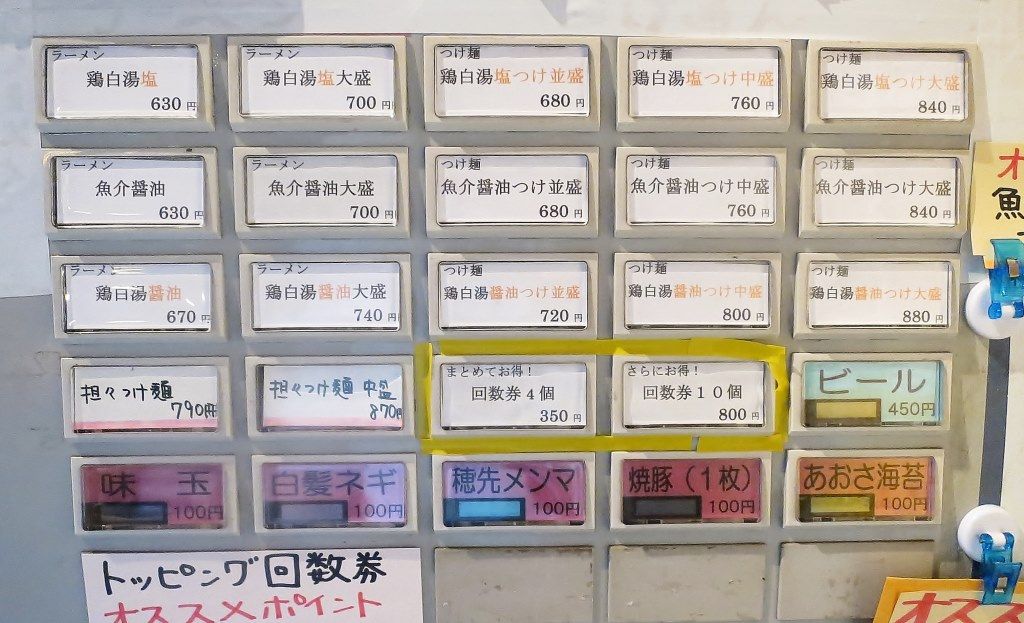 ラーメン
鶏白湯塩
630円
ラーメン
鶏白湯塩大盛
700円
つけ麺
鶏白湯塩つけ並盛
680円
つけ麺
鶏白湯塩つけ中盛
760円
つけ麺
鶏白湯塩つけ大盛
840円
ラーメン
魚介醤油
630円
ラーメン
魚介醤油大盛
700円
つけ麺
魚介醤油つけ並盛
680円
つけ麺
魚介醤油つけ中盛
760円
つけ麺
魚介醤油つけ大盛
840円
ラーメン
鶏白湯醤油
670円
ラーメン
鶏白湯醤油大盛
740円
つけ麺
鶏白湯醤油つけ並盛
720円
つけ麺
鶏白湯醤油つけ中盛
800円
つけ麺
鶏白湯醤油つけ大盛
880円
担々つけ麺
790円
担々つけ麺 中盆
870円
まとめてお得!
回数券4個
350円
さらにお得!
回数券10個
800円
ビール
450円
味玉
100円
白髪ネギ
100円
穂先メンマ
100円
焼豚(1枚)
100円
あおさ海苔
100円
トッピング回数券
オススメポイント
オ
魚
オスス